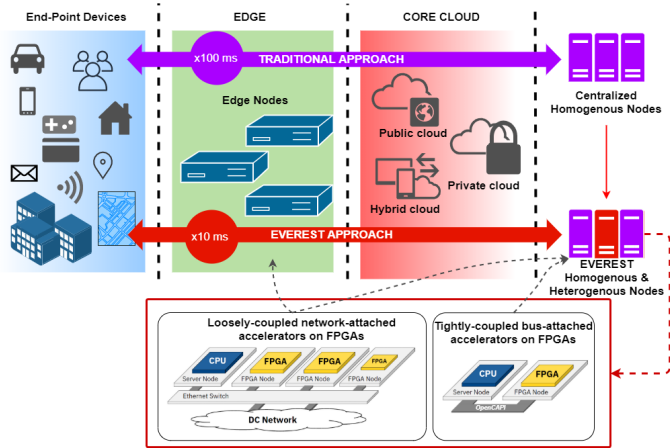 End-Point Devices
EDGE
CORE CLOUD
x100 ms
TRADITIONAL APPROACH
Edge Nodes
Public cloud
Private cloud
Hybrid cloud
Centralized
Homogenous Nodes
x10 ms
EVEREST APPROACH
EVEREST
Homogenous &
Heterogenous Nodes
Loosely-coupled network-attached
accelerators on FPGAs
CPU
FPGA
FPGA
FPGA
Server Node
FPGA Node
FPGA Node
FPGA Node
Ethernet Switch
DC Network
Tightly-coupled bus-attached
accelerators on FPGAs
CPU
FPGA
Server Node
FPGA Node
OpenCAPI